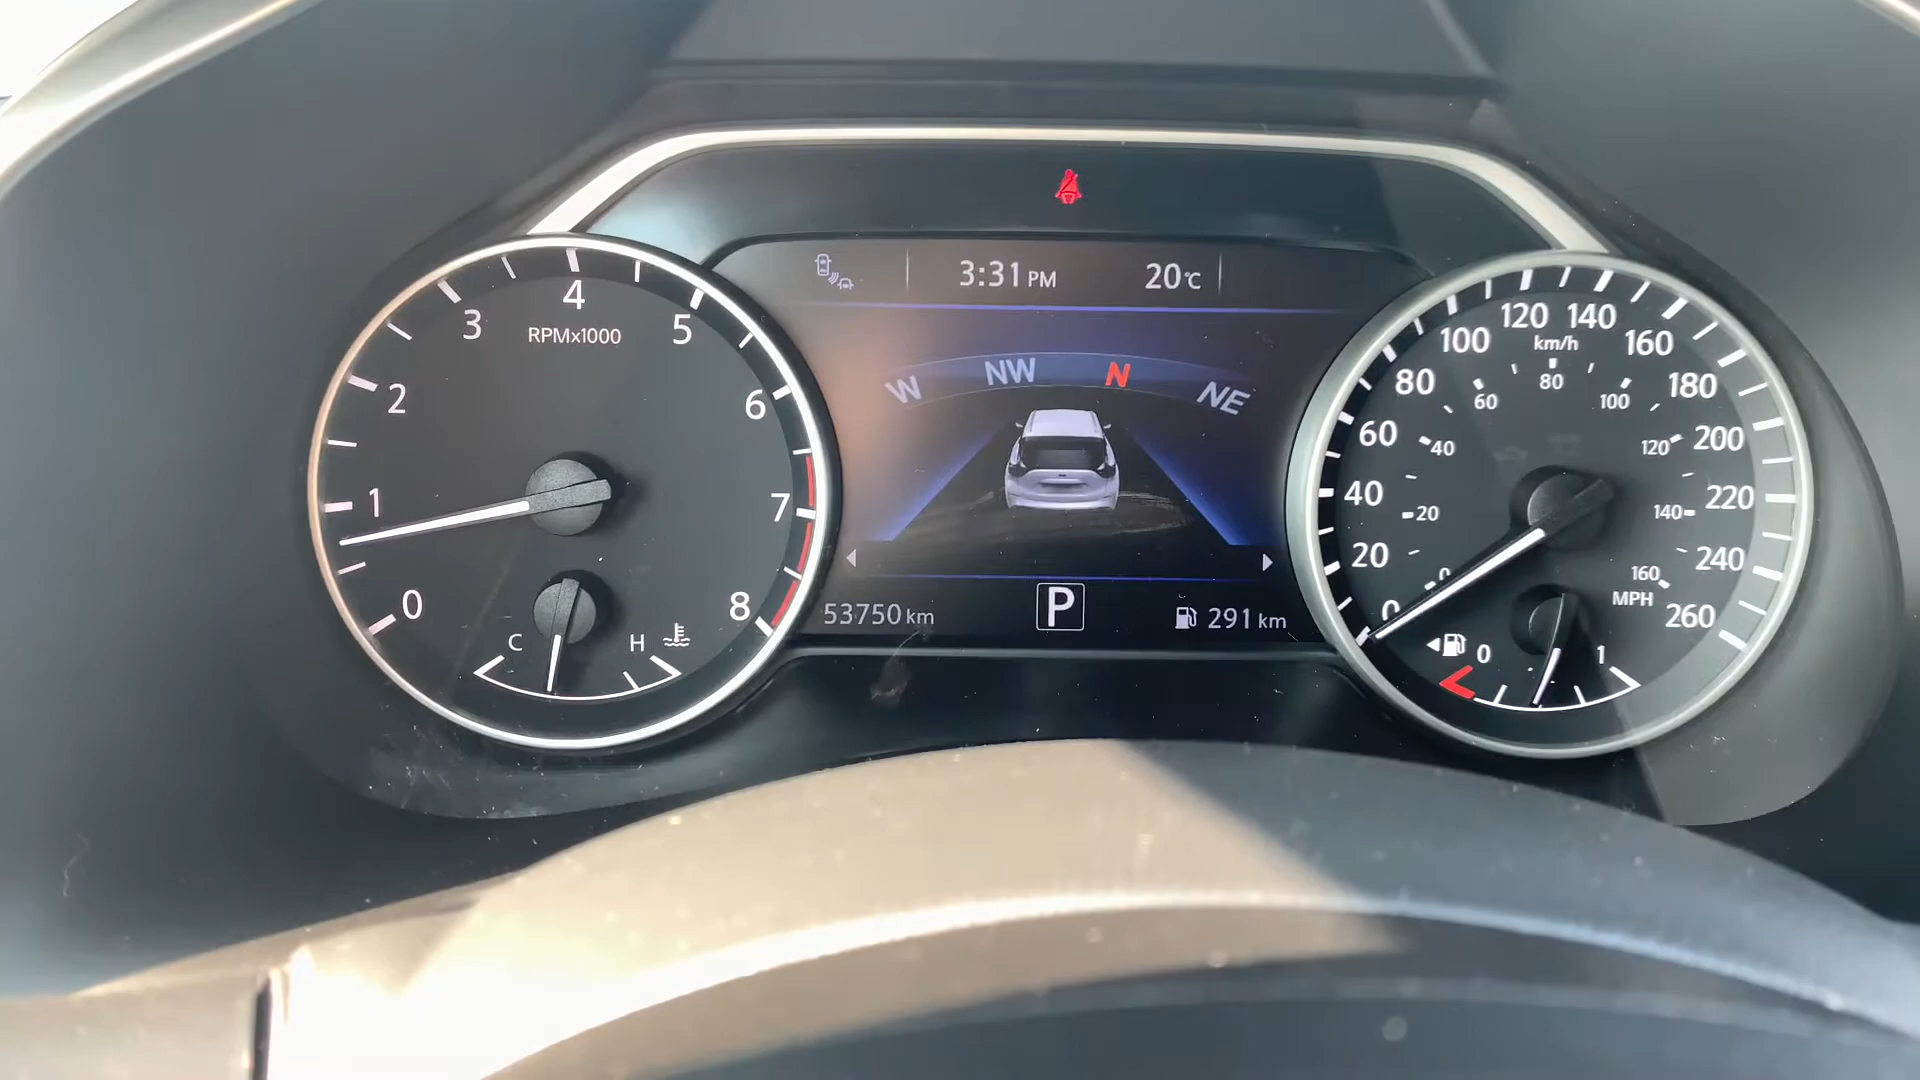 3:31 PM
20°C
W NW N NE
53750 km
P
291 km
0 1 2 3 4 5 6 7 8
RPMx1000
C H
0 20 40 60 80 100 120 140 160 180 200 220 240 260
km/h
0 20 40 60 80 100 120 140 160
MPH
0 1